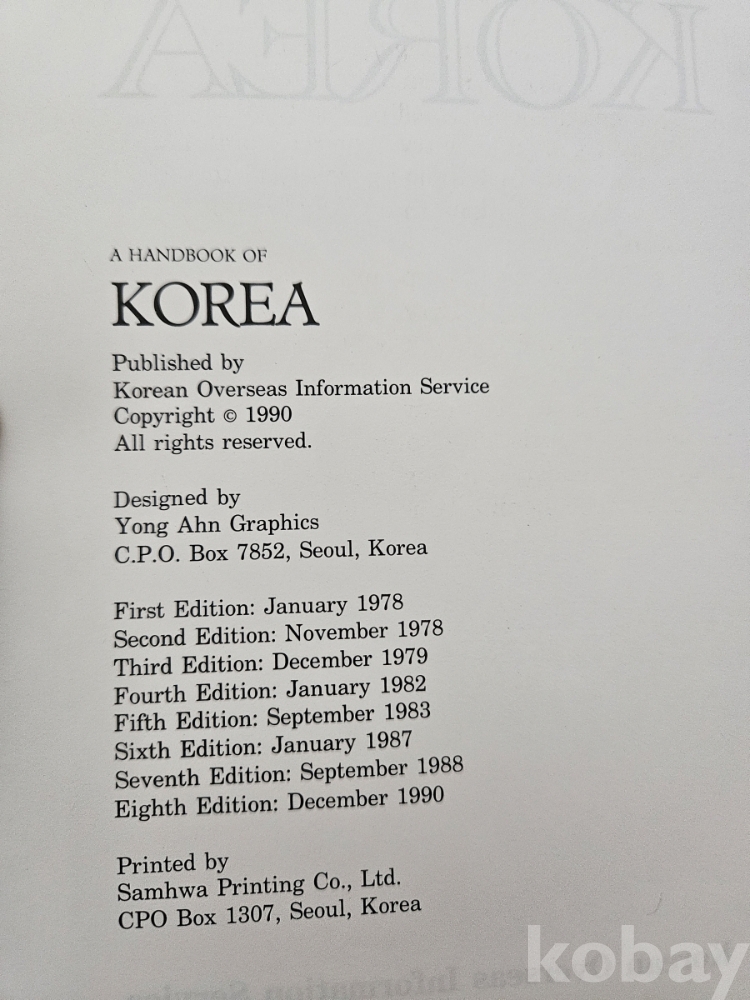 KOREA
A HANDBOOK OF
KOREA
Published by
Korean Overseas Information Service
Copyright © 1990
All rights reserved.
Designed by
Yong Ahn Graphics
C.P.O. Box 7852, Seoul, Korea
First Edition: January 1978
Second Edition: November 1978
Third Edition: December 1979
Fourth Edition: January 1982
Fifth Edition: September 1983
Sixth Edition: January 1987
Seventh Edition: September 1988
Eighth Edition: December 1990
Printed by
Samhwa Printing Co., Ltd.
CPO Box 1307, Seoul, Korea
Information Service
kobay